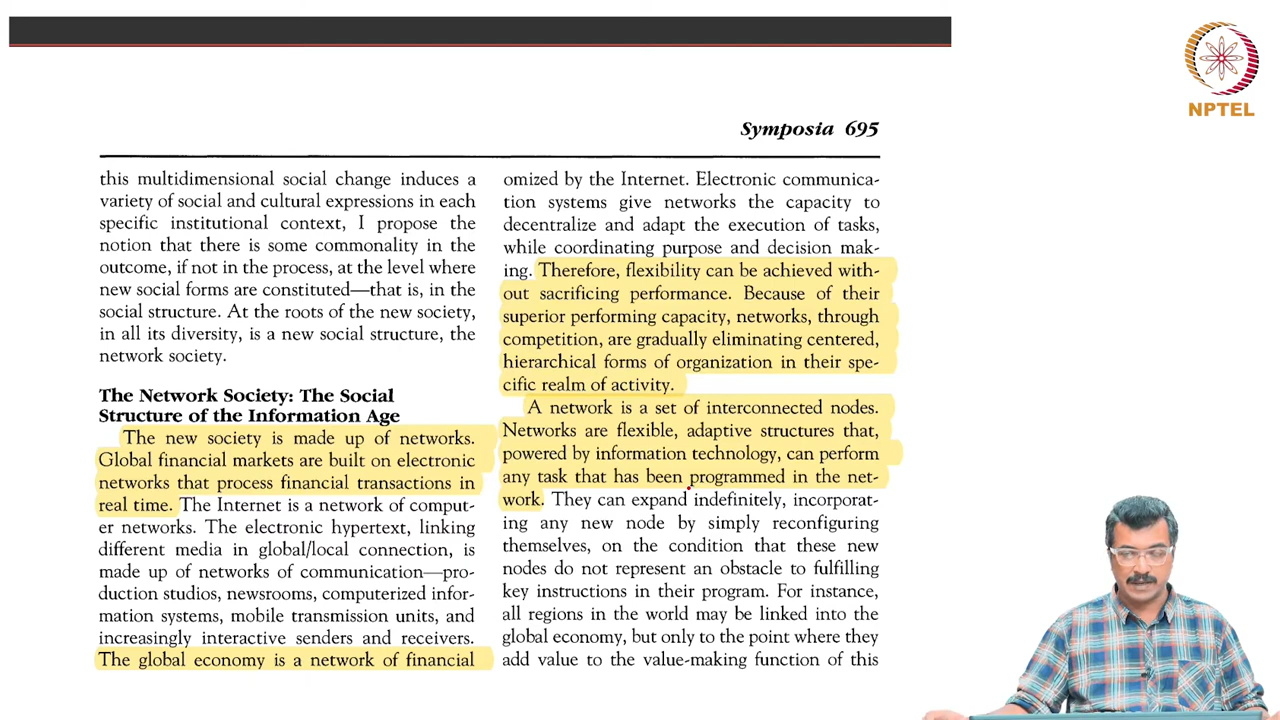 NPTEL
Symposia 695
this multidimensional social change induces a
variety of social and cultural expressions in each
specific institutional context, I propose the
notion that there is some commonality in the
outcome, if not in the process, at the level where
new social forms are constituted—that is, in the
social structure. At the roots of the new society,
in all its diversity, is a new social structure, the
network society.
The Network Society: The Social
Structure of the Information Age
The new society is made up of networks.
Global financial markets are built on electronic
networks that process financial transactions in
real time. The Internet is a network of comput-
er networks. The electronic hypertext, linking
different media in global/local connection, is
made up of networks of communication—pro-
duction studios, newsrooms, computerized infor-
mation systems, mobile transmission units, and
increasingly interactive senders and receivers.
The global economy is a network of financial
omized by the Internet. Electronic communica-
tion systems give networks the capacity to
decentralize and adapt the execution of tasks,
while coordinating purpose and decision mak-
ing. Therefore, flexibility can be achieved with-
out sacrificing performance. Because of their
superior performing capacity, networks, through
competition, are gradually eliminating centered,
hierarchical forms of organization in their spe-
cific realm of activity.
A network is a set of interconnected nodes.
Networks are flexible, adaptive structures that,
powered by information technology, can perform
any task that has been programmed in the net-
work. They can expand indefinitely, incorporat-
ing any new node by simply reconfiguring
themselves, on the condition that these new
nodes do not represent an obstacle to fulfilling
key instructions in their program. For instance,
all regions in the world may be linked into the
global economy, but only to the point where they
add value to the value-making function of this